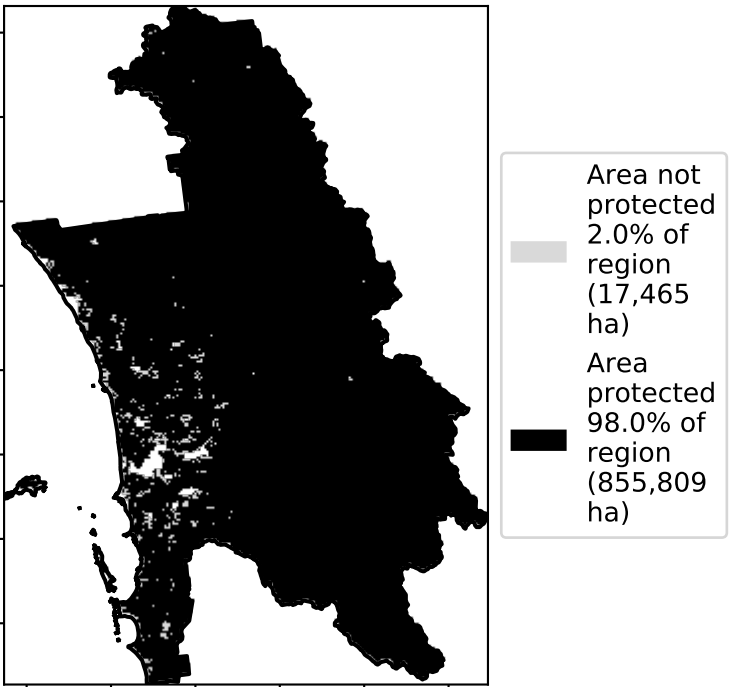 Area not
protected
2.0% of
region
(17,465
ha)
Area
protected
98.0% of
region
(855,809
ha)